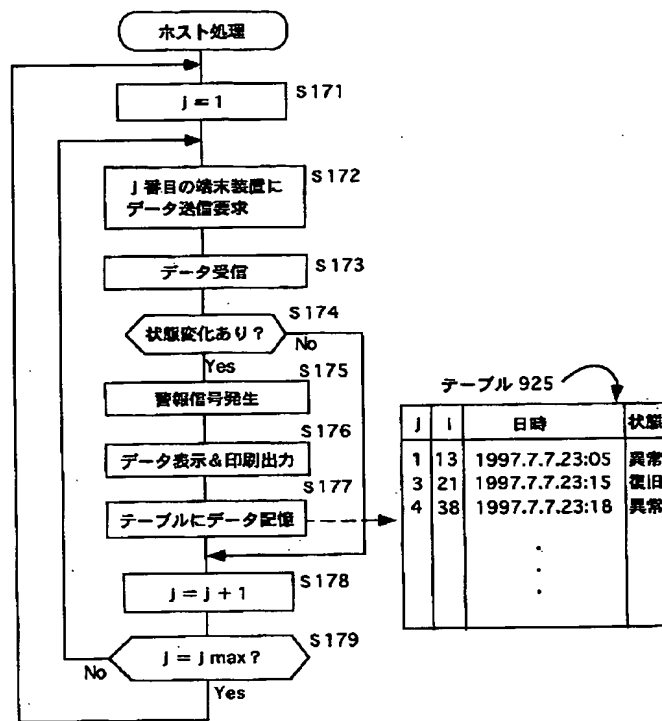 ホスト処理
S171
j = 1
S172
j 番目の端末装置に
データ送信要求
S173
データ受信
S174
状態変化あり？
No
Yes
S175
警報信号発生
S176
データ表示＆印刷出力
S177
テーブルにデータ記憶
S178
j = j + 1
S179
j = j max ?
No
Yes
テーブル 925
j i 日時 状態
1 13 1997.7.7.23:05 異常
3 21 1997.7.7.23:15 復旧
4 38 1997.7.7.23:18 異常